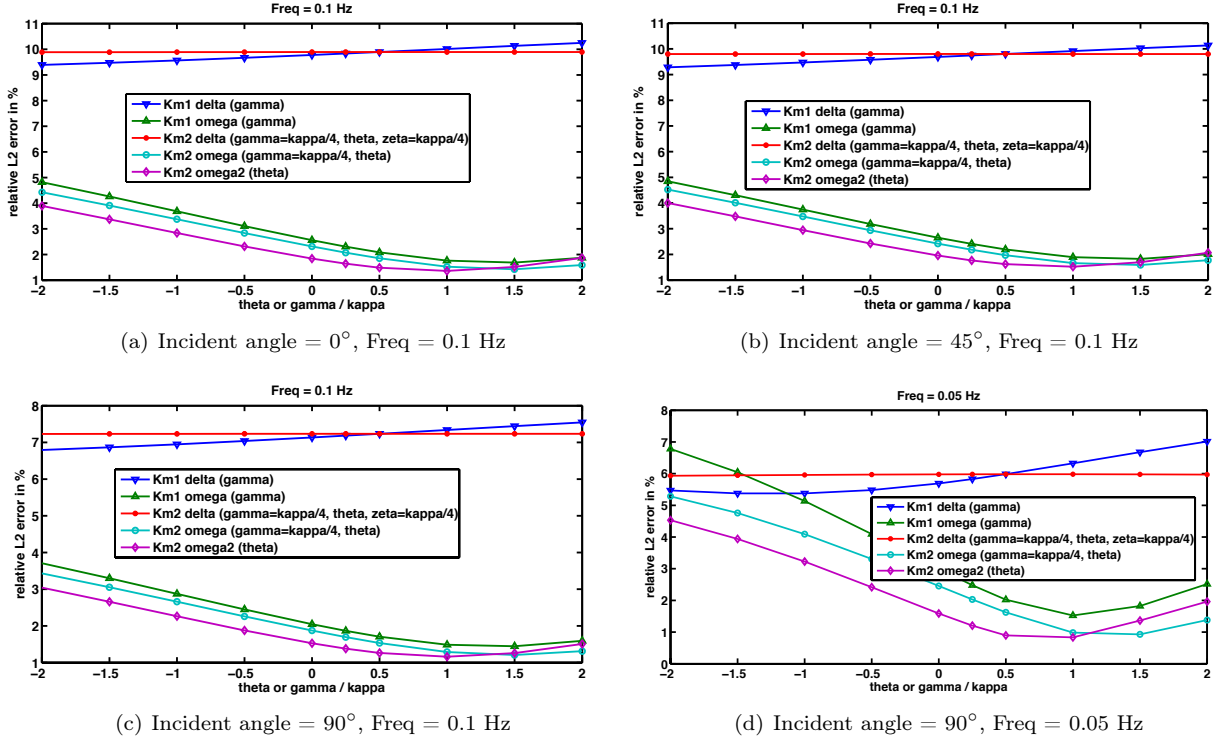 Freq = 0.1 Hz
11
10
9
8
7
6
5
4
3
2
1
relative L2 error in %
Km1 delta (gamma)
Km1 omega (gamma)
Km2 delta (gamma=kappa/4, theta, zeta=kappa/4)
Km2 omega (gamma=kappa/4, theta)
Km2 omega2 (theta)
−2 −1.5 −1 −0.5 0 0.5 1 1.5 2
theta or gamma / kappa
(a) Incident angle = 0°, Freq = 0.1 Hz
Freq = 0.1 Hz
11
10
9
8
7
6
5
4
3
2
1
relative L2 error in %
Km1 delta (gamma)
Km1 omega (gamma)
Km2 delta (gamma=kappa/4, theta, zeta=kappa/4)
Km2 omega (gamma=kappa/4, theta)
Km2 omega2 (theta)
−2 −1.5 −1 −0.5 0 0.5 1 1.5 2
theta or gamma / kappa
(b) Incident angle = 45°, Freq = 0.1 Hz
Freq = 0.1 Hz
8
7
6
5
4
3
2
1
relative L2 error in %
Km1 delta (gamma)
Km1 omega (gamma)
Km2 delta (gamma=kappa/4, theta, zeta=kappa/4)
Km2 omega (gamma=kappa/4, theta)
Km2 omega2 (theta)
−2 −1.5 −1 −0.5 0 0.5 1 1.5 2
theta or gamma / kappa
(c) Incident angle = 90°, Freq = 0.1 Hz
Freq = 0.05 Hz
8
7
6
5
4
3
2
1
0
relative L2 error in %
Km1 delta (gamma)
Km1 omega (gamma)
Km2 delta (gamma=kappa/4, theta, zeta=kappa/4)
Km2 omega (gamma=kappa/4, theta)
Km2 omega2 (theta)
−2 −1.5 −1 −0.5 0 0.5 1 1.5 2
theta or gamma / kappa
(d) Incident angle = 90°, Freq = 0.05 Hz